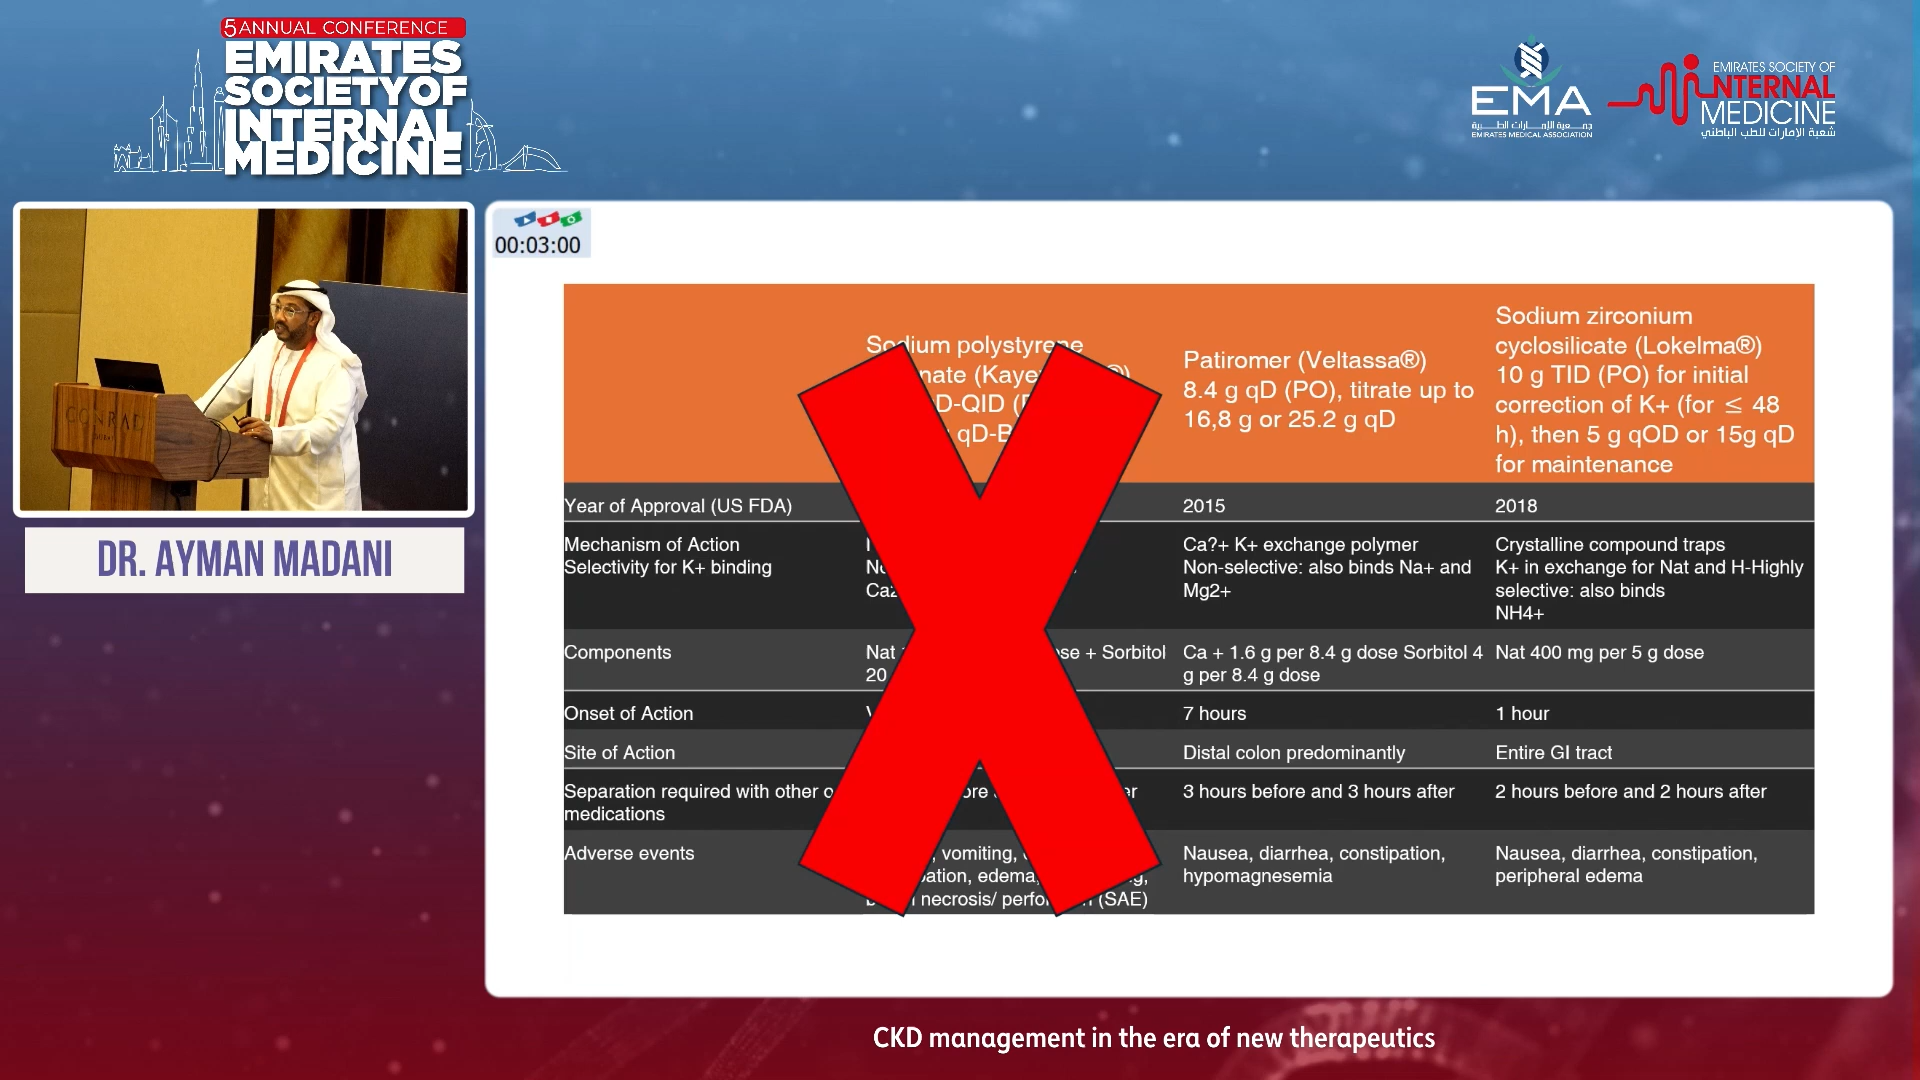 5 ANNUAL CONFERENCE
EMIRATES
SOCIETY OF
INTERNAL
MEDICINE
EMA
جمعية الإمارات الطبية
EMIRATES MEDICAL ASSOCIATION
EMIRATES SOCIETY OF
INTERNAL
MEDICINE
شعبة الامارات للطب الباطني
CONRAD
DR. AYMAN MADANI
00:03:00
Sodium polystyrene
Patiromer (Veltassa®)
8.4 g qD (PO), titrate up to
16,8 g or 25.2 g qD
Sodium zirconium
cyclosilicate (Lokelma®)
10 g TID (PO) for initial
correction of K+ (for ≤ 48
h), then 5 g qOD or 15g qD
for maintenance
Year of Approval (US FDA)
2015
2018
Mechanism of Action
Selectivity for K+ binding
Ca?+ K+ exchange polymer
Non-selective: also binds Na+ and
Mg2+
Crystalline compound traps
K+ in exchange for Nat and H-Highly
selective: also binds
NH4+
Components
Nat
+ Sorbitol
20
Ca + 1.6 g per 8.4 g dose Sorbitol 4
g per 8.4 g dose
Nat 400 mg per 5 g dose
Onset of Action
7 hours
1 hour
Site of Action
Distal colon predominantly
Entire GI tract
Separation required with other
medications
3 hours before and 3 hours after
2 hours before and 2 hours after
Adverse events
vomiting,
edema,
necrosis/
(SAE)
Nausea, diarrhea, constipation,
hypomagnesemia
Nausea, diarrhea, constipation,
peripheral edema
CKD management in the era of new therapeutics